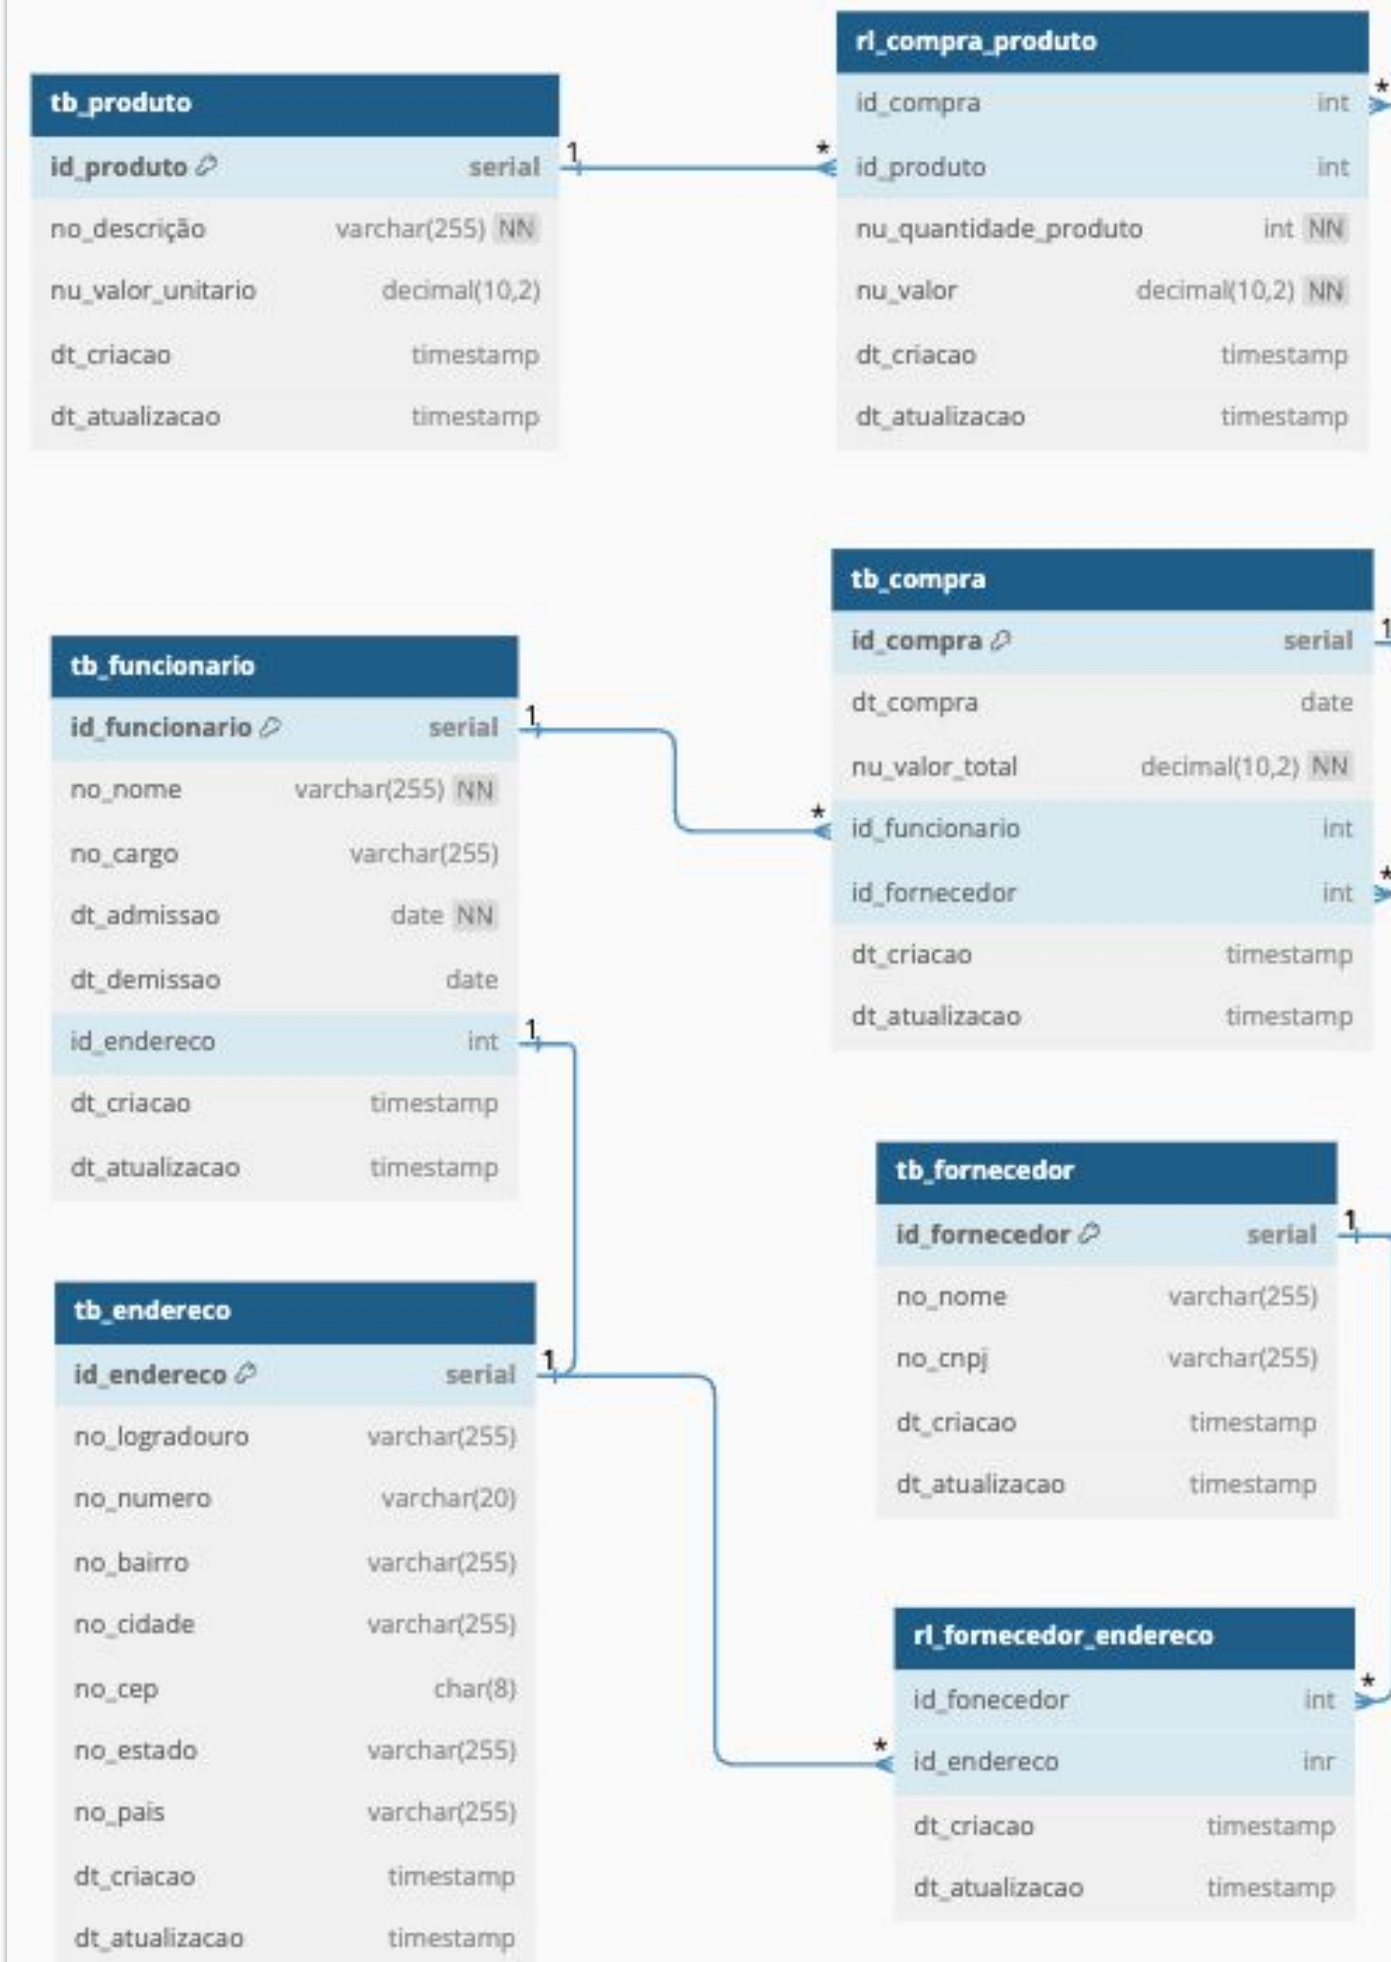 tb_produto
id_produto serial
no_descrição varchar(255) NN
nu_valor_unitario decimal(10,2)
dt_criacao timestamp
dt_atualizacao timestamp
1 *
rl_compra_produto
id_compra int *
id_produto int
nu_quantidade_produto int NN
nu_valor decimal(10,2) NN
dt_criacao timestamp
dt_atualizacao timestamp
tb_funcionario
id_funcionario serial 1
no_nome varchar(255) NN
no_cargo varchar(255)
dt_admissao date NN
dt_demissao date
id_endereco int 1
dt_criacao timestamp
dt_atualizacao timestamp
tb_compra
id_compra serial 1
dt_compra date
nu_valor_total decimal(10,2) NN
* id_funcionario int
id_fornecedor int *
dt_criacao timestamp
dt_atualizacao timestamp
tb_endereco
id_endereco serial 1
no_logradouro varchar(255)
no_numero varchar(20)
no_bairro varchar(255)
no_cidade varchar(255)
no_cep char(8)
no_estado varchar(255)
no_pais varchar(255)
dt_criacao timestamp
dt_atualizacao timestamp
tb_fornecedor
id_fornecedor serial 1
no_nome varchar(255)
no_cnpj varchar(255)
dt_criacao timestamp
dt_atualizacao timestamp
rl_fornecedor_endereco
id_fonecedor int *
* id_endereco inr
dt_criacao timestamp
dt_atualizacao timestamp